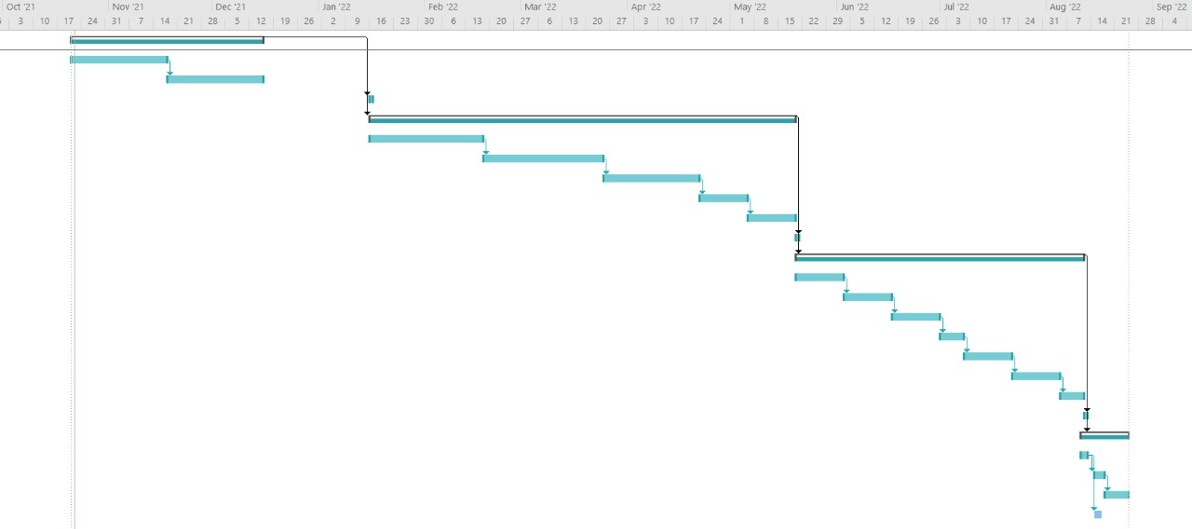 Oct '21 Nov '21 Dec '21 Jan '22 Feb '22 Mar '22 Apr '22 May '22 Jun '22 Jul '22 Aug '22 Sep '22
3 10 17 24 31 7 14 21 28 5 12 19 26 2 9 16 23 30 6 13 20 27 6 13 20 27 3 10 17 24 1 8 15 22 29 5 12 19 26 3 10 17 24 31 7 14 21 28 4